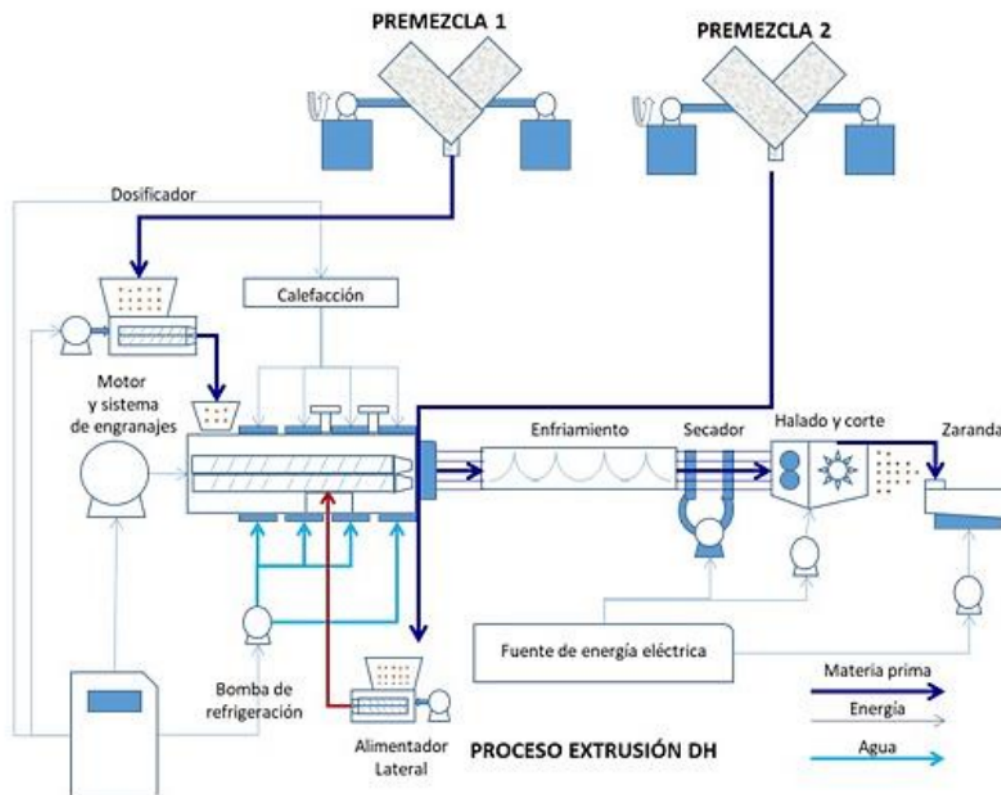 PREMEZCLA 1
PREMEZCLA 2
Dosificador
Calefacción
Motor
y sistema
de engranajes
Enfriamiento
Secador
Halado y corte
Zaranda
Fuente de energía eléctrica
Bomba de
refrigeración
Alimentador
Lateral
PROCESO EXTRUSIÓN DH
Materia prima
Energía
Agua